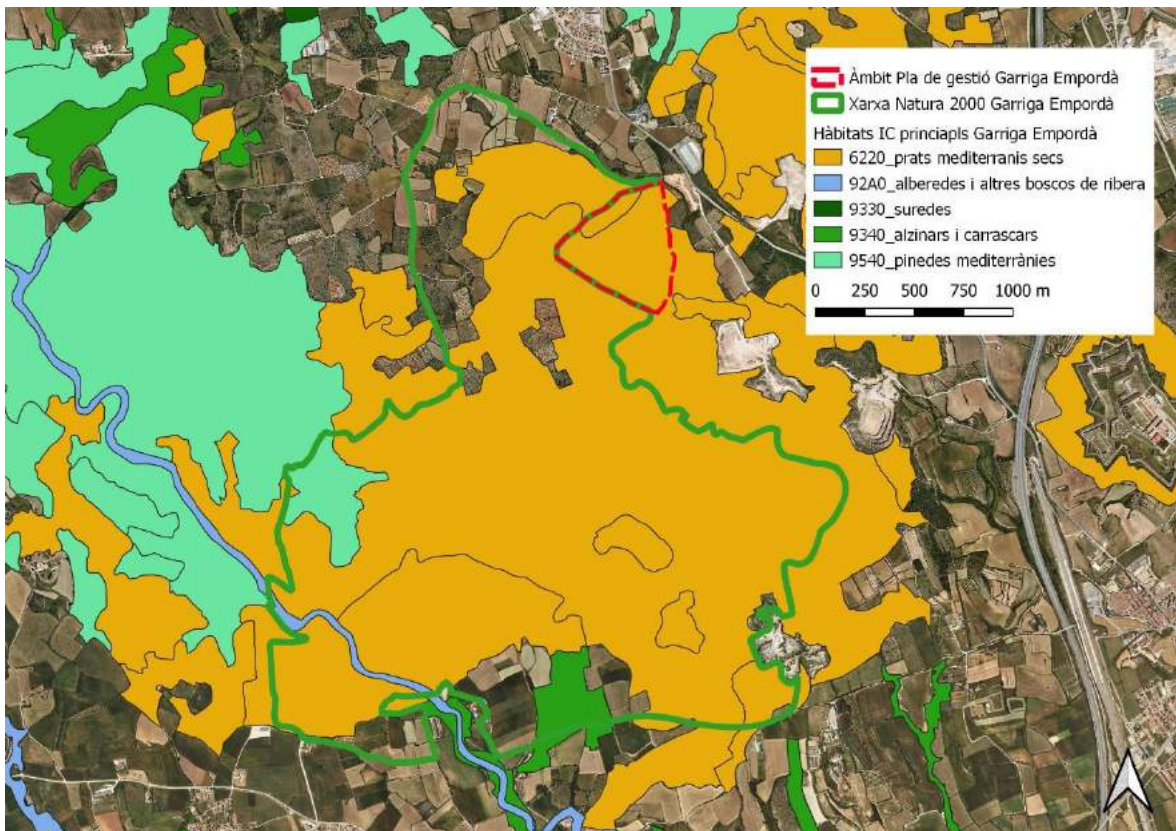 Àmbit Pla de gestió Garriga Empordà
Xarxa Natura 2000 Garriga Empordà
Hàbitats IC princiapls Garriga Empordà
6220_prats mediterranis secs
92A0_alberedes i altres boscos de ribera
9330_suredes
9340_alzinars i carrascars
9540_pinedes mediterrànies
0 250 500 750 1000 m